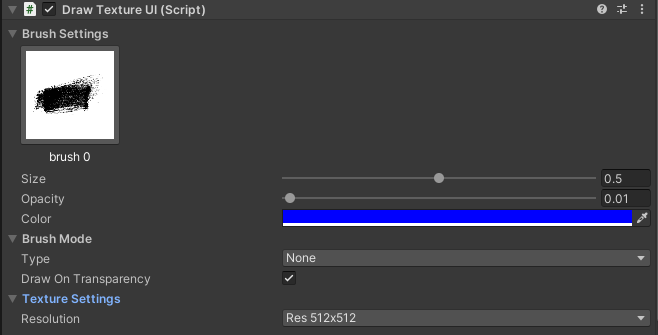 Draw Texture UI (Script)
Brush Settings
brush 0
Size 0.5
Opacity 0.01
Color
Brush Mode
Type None
Draw On Transparency
Texture Settings
Resolution Res 512x512